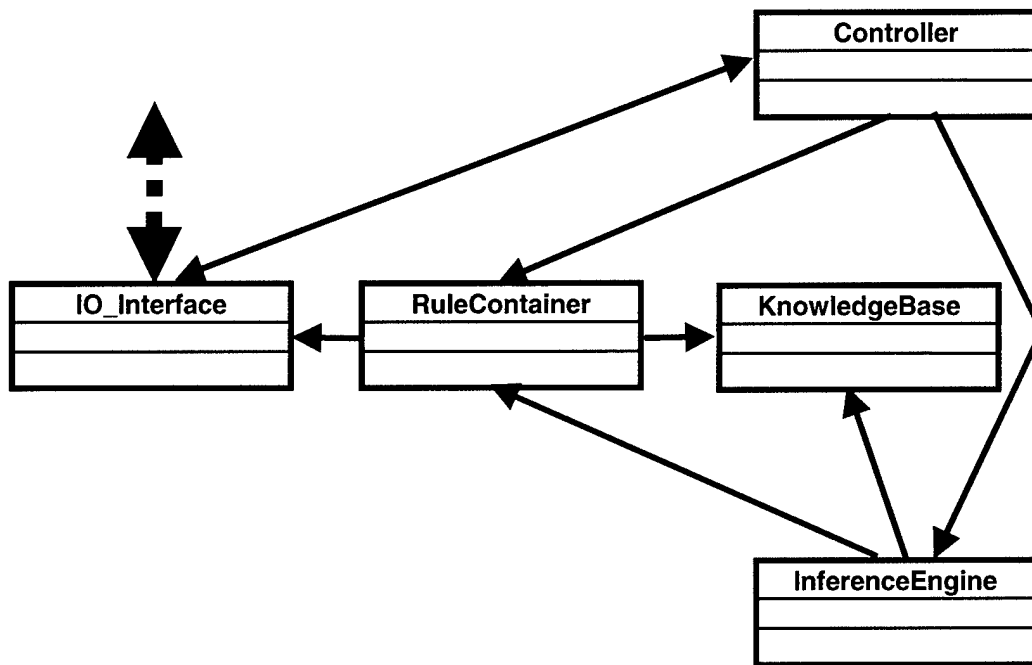 Controller
IO_Interface
RuleContainer
KnowledgeBase
InferenceEngine